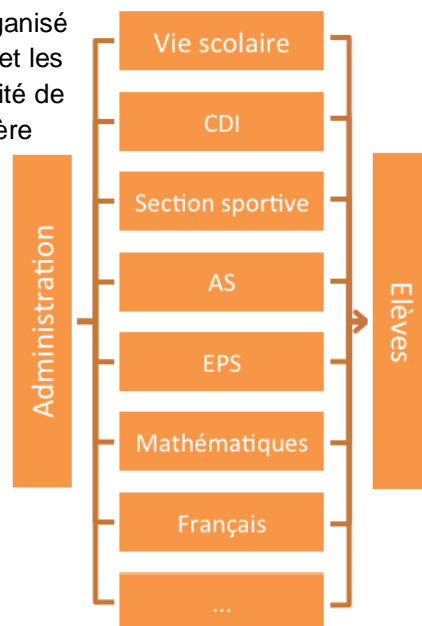 ganisé
et les
ité de
ère
Administration
Vie scolaire
CDI
Section sportive
AS
EPS
Mathématiques
Français
...
Elèves